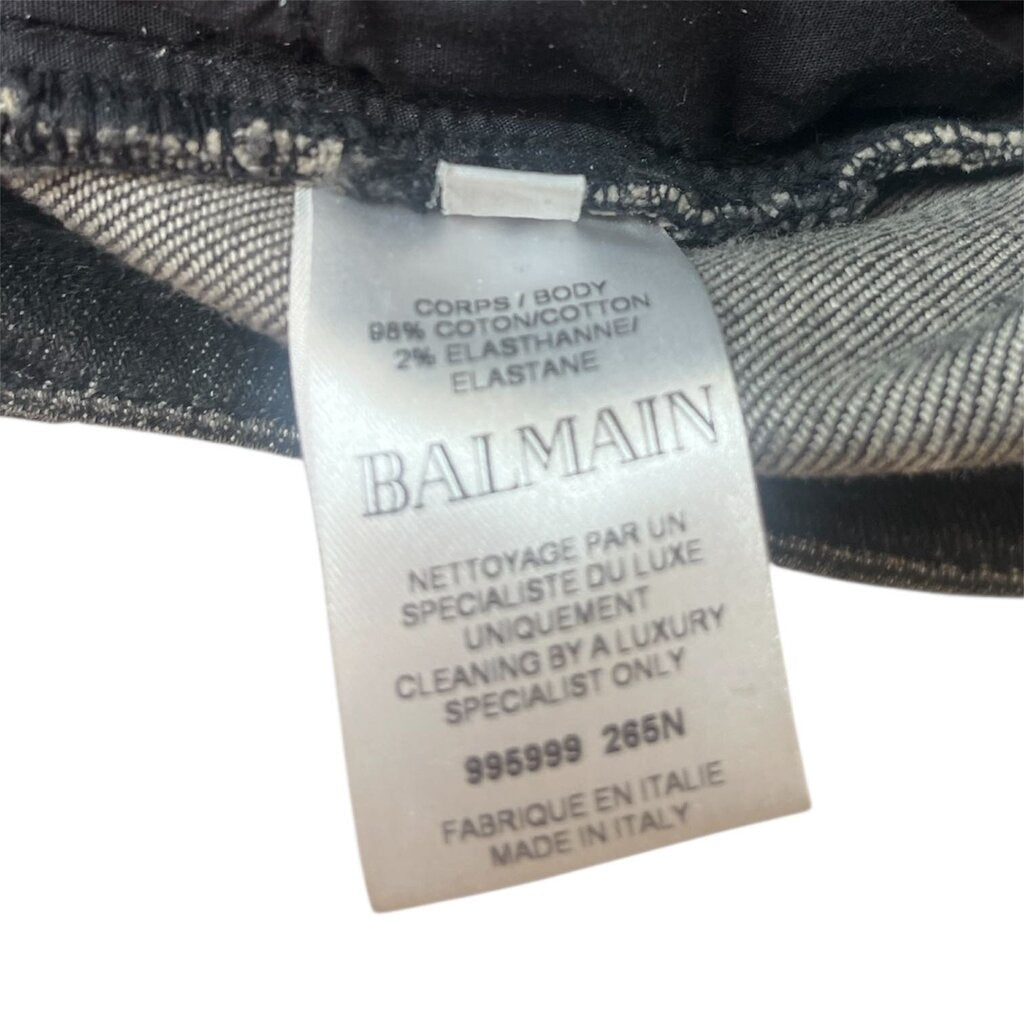 CORPS / BODY
98% COTON/COTTON
2% ELASTHANNE/
ELASTANE
BALMAIN
NETTOYAGE PAR UN
SPECIALISTE DU LUXE
UNIQUEMENT
CLEANING BY A LUXURY
SPECIALIST ONLY
995999 265N
FABRIQUE EN ITALIE
MADE IN ITALY